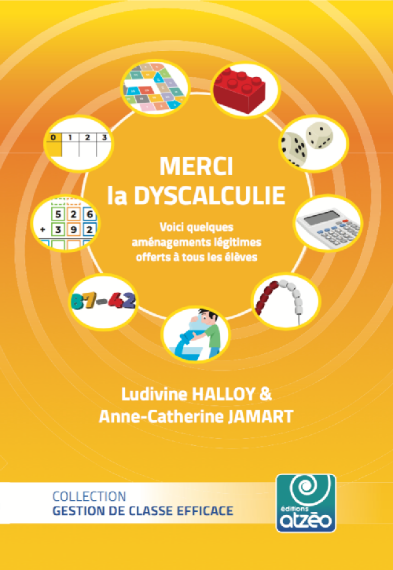 0 1 2 3
5 2 6
+ 3 9 2
87-42
MERCI
la DYSCALCULIE
Voici quelques
aménagements légitimes
offerts à tous les élèves
Ludivine HALLOY &
Anne-Catherine JAMART
COLLECTION
GESTION DE CLASSE EFFICACE
éditions
atzéo